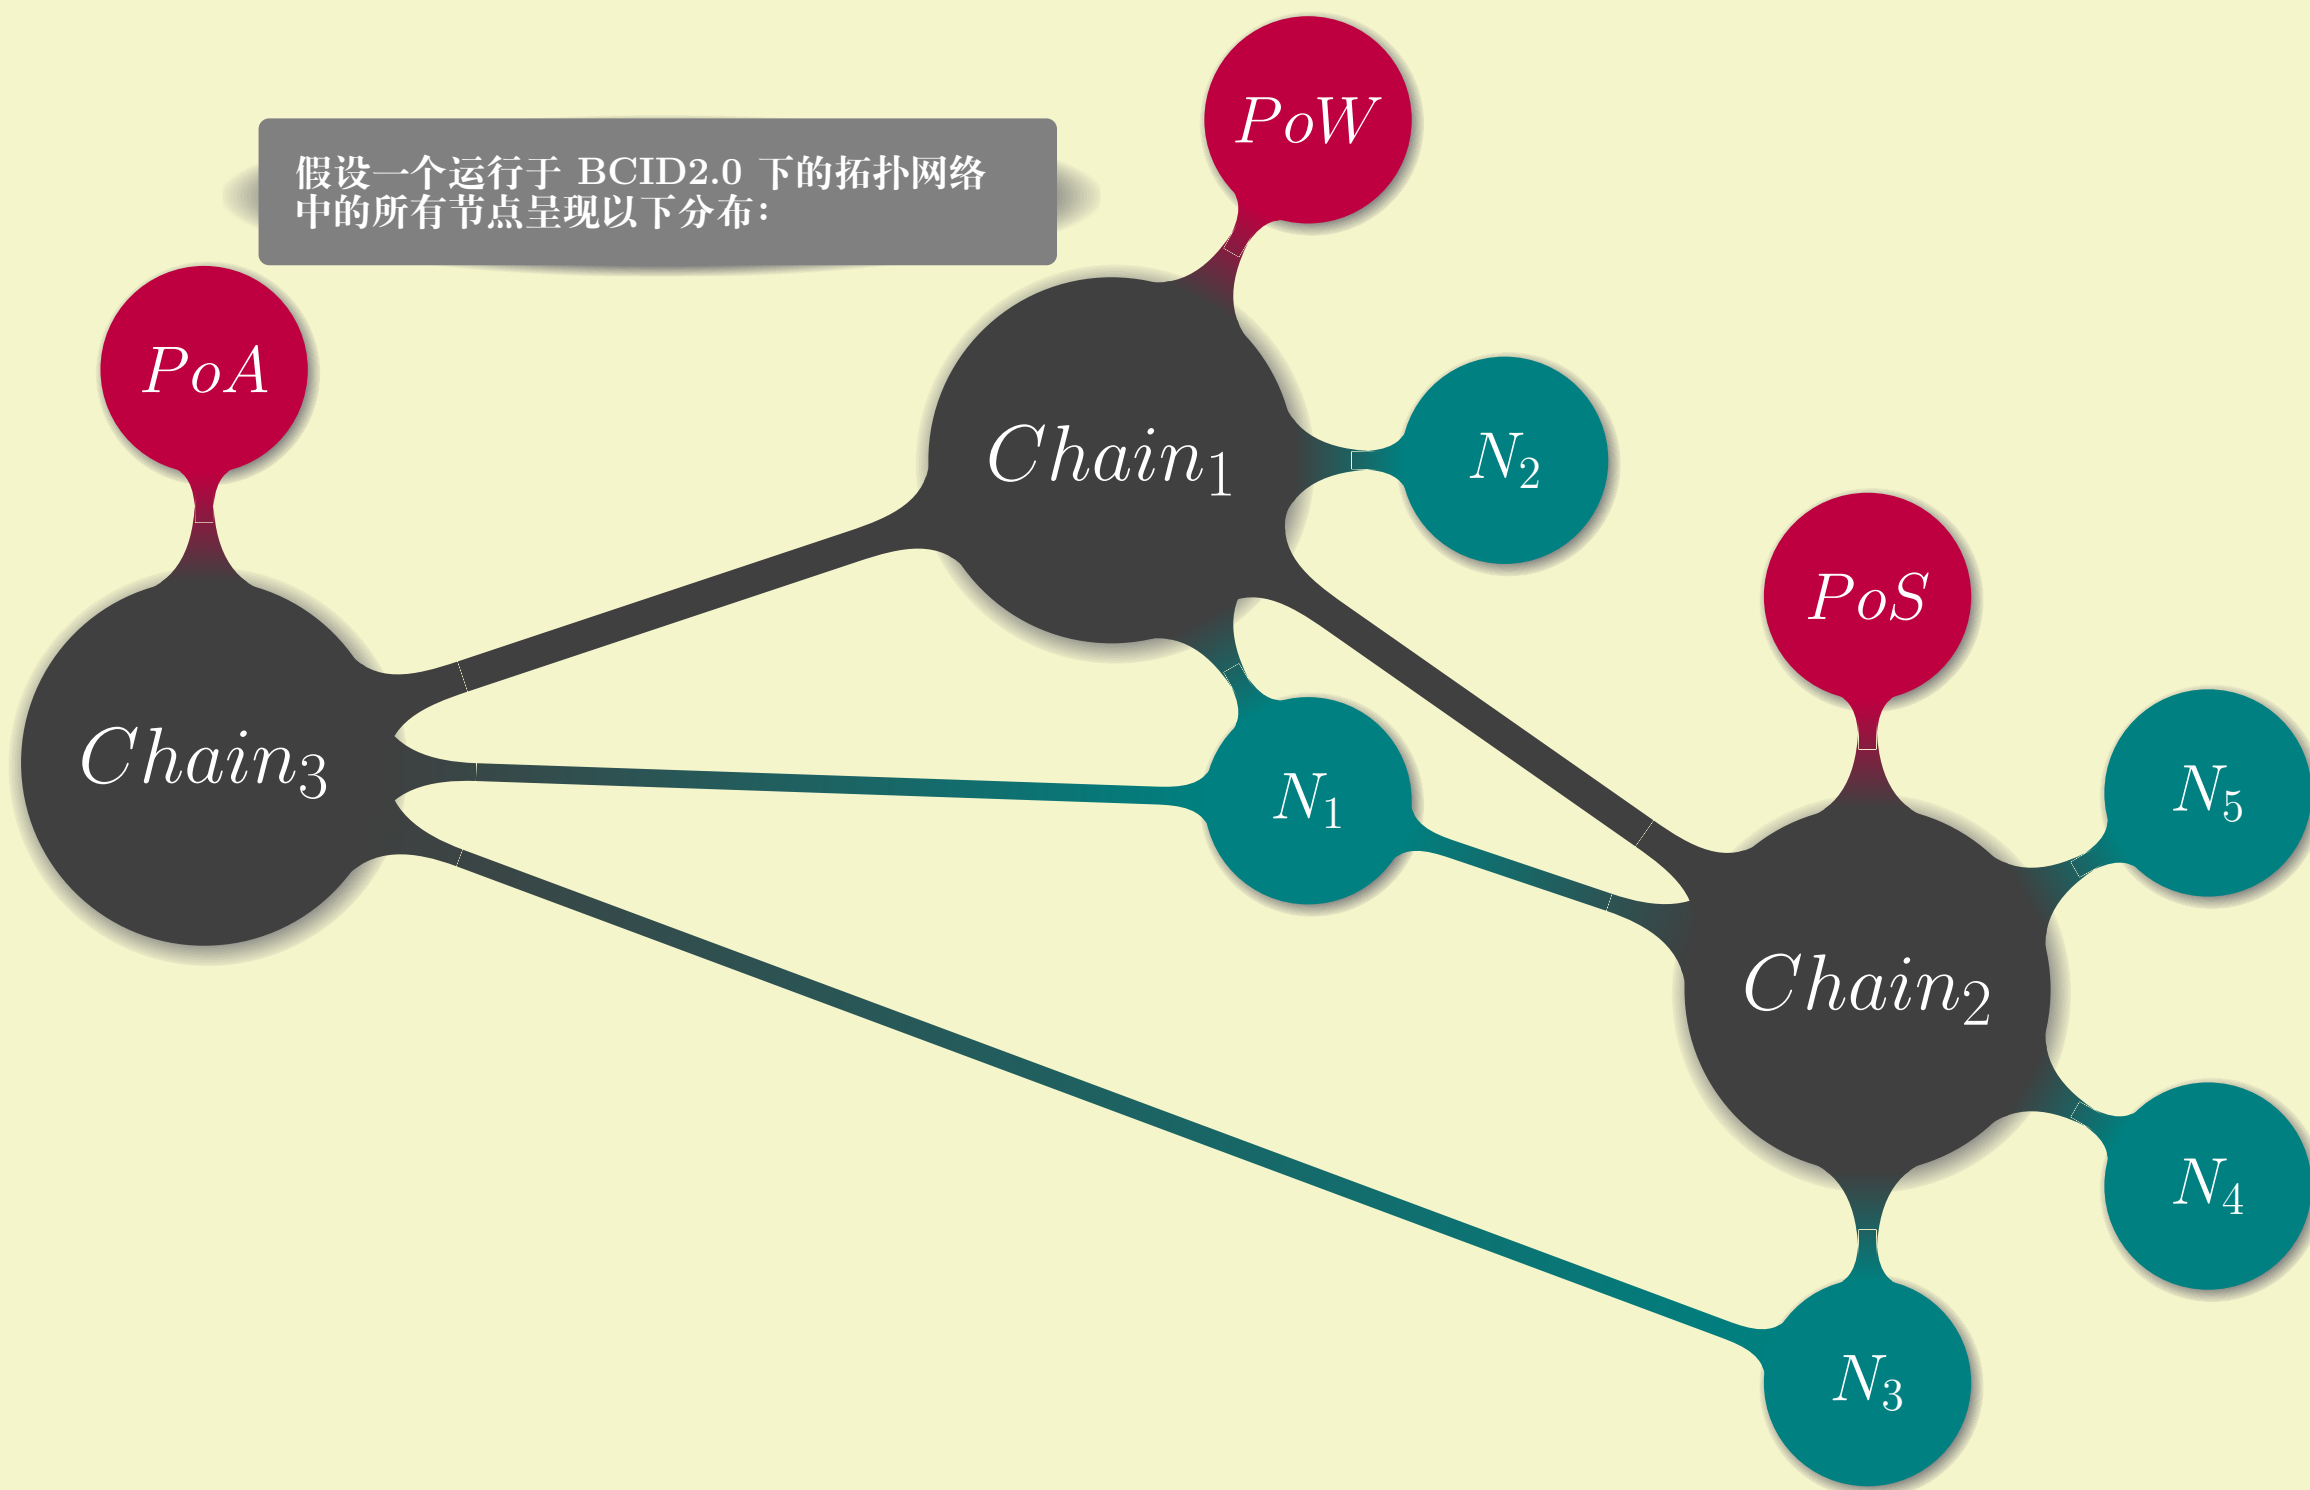 PoW
假设一个运行于 BCID2.0 下的拓扑网络
中的所有节点呈现以下分布：
PoA
Chain₁
N₂
PoS
Chain₃
N₁
N₅
Chain₂
N₄
N₃